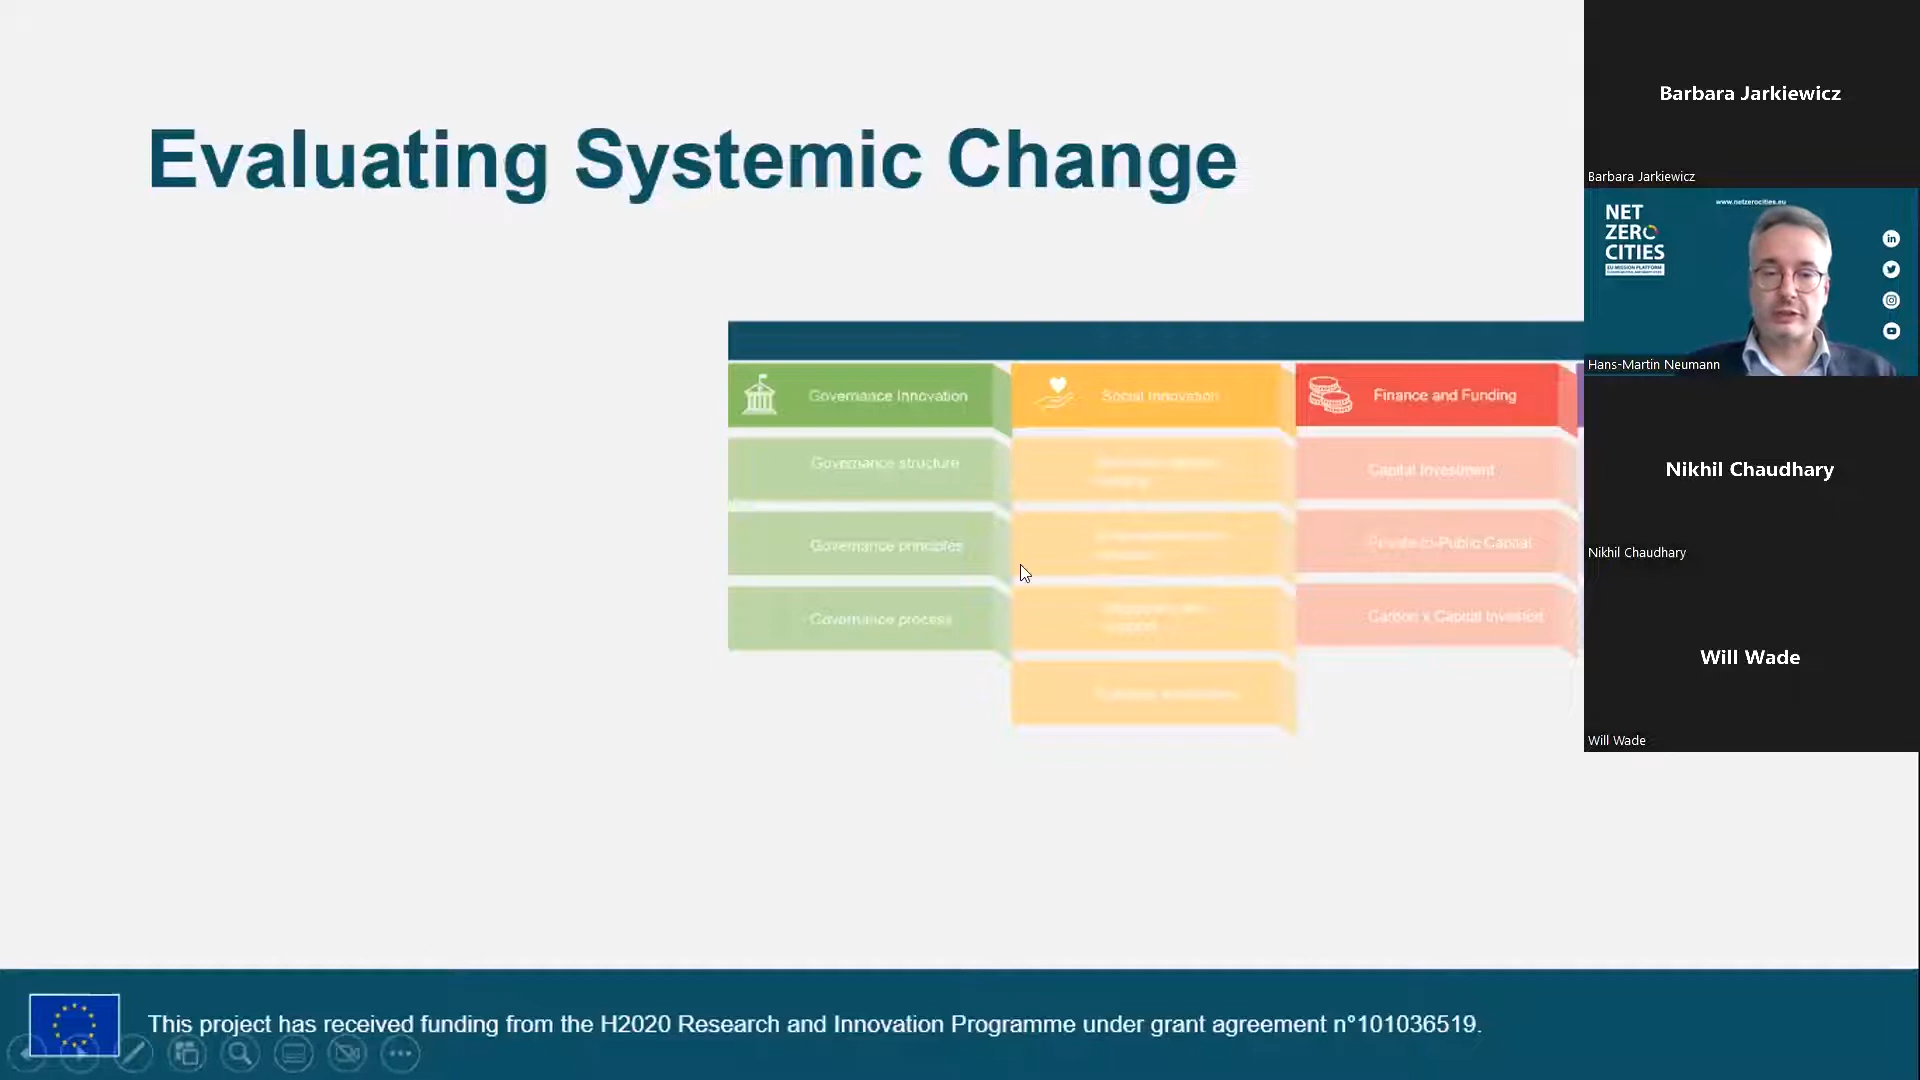 Evaluating Systemic Change
Governance Innovation
Social Innovation
Finance and Funding
Governance structure
Capital Investment
Governance principles
Private-to-Public Capital
Governance process
Carbon x Capital Invested
This project has received funding from the H2020 Research and Innovation Programme under grant agreement n°101036519.
Barbara Jarkiewicz
Barbara Jarkiewicz
www.netzerocities.eu
NET
ZERO
CITIES
EU MISSION PLATFORM
in
Hans-Martin Neumann
Nikhil Chaudhary
Nikhil Chaudhary
Will Wade
Will Wade